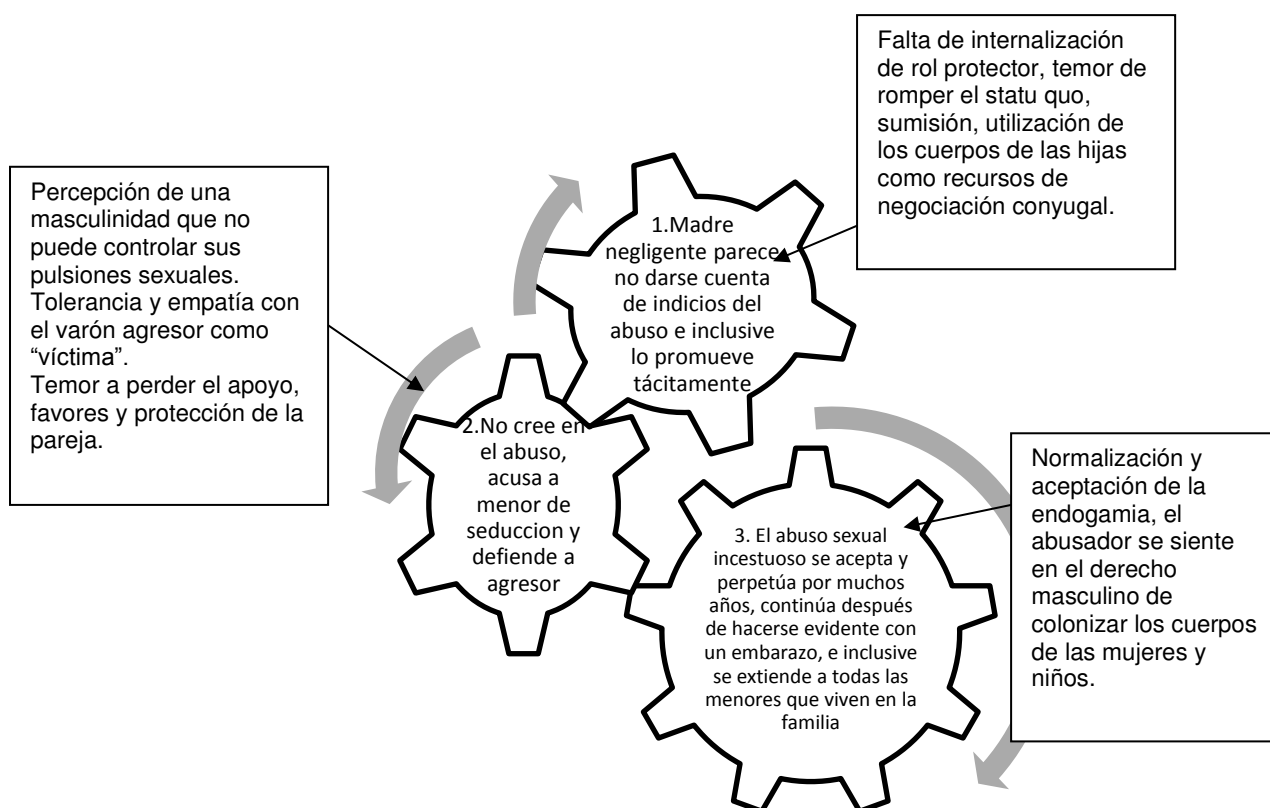 Falta de internalización
de rol protector, temor de
romper el statu quo,
sumisión, utilización de
los cuerpos de las hijas
como recursos de
negociación conyugal.
Percepción de una
masculinidad que no
puede controlar sus
pulsiones sexuales.
Tolerancia y empatía con
el varón agresor como
“víctima”.
Temor a perder el apoyo,
favores y protección de la
pareja.
1.Madre
negligente parece
no darse cuenta
de indicios del
abuso e inclusive
lo promueve
tácitamente
2.No cree en
el abuso,
acusa a
menor de
seduccion y
defiende a
agresor
3. El abuso sexual
incestuoso se acepta y
perpetúa por muchos
años, continúa después
de hacerse evidente con
un embarazo, e inclusive
se extiende a todas las
menores que viven en la
familia
Normalización y
aceptación de la
endogamia, el
abusador se siente
en el derecho
masculino de
colonizar los cuerpos
de las mujeres y
niños.